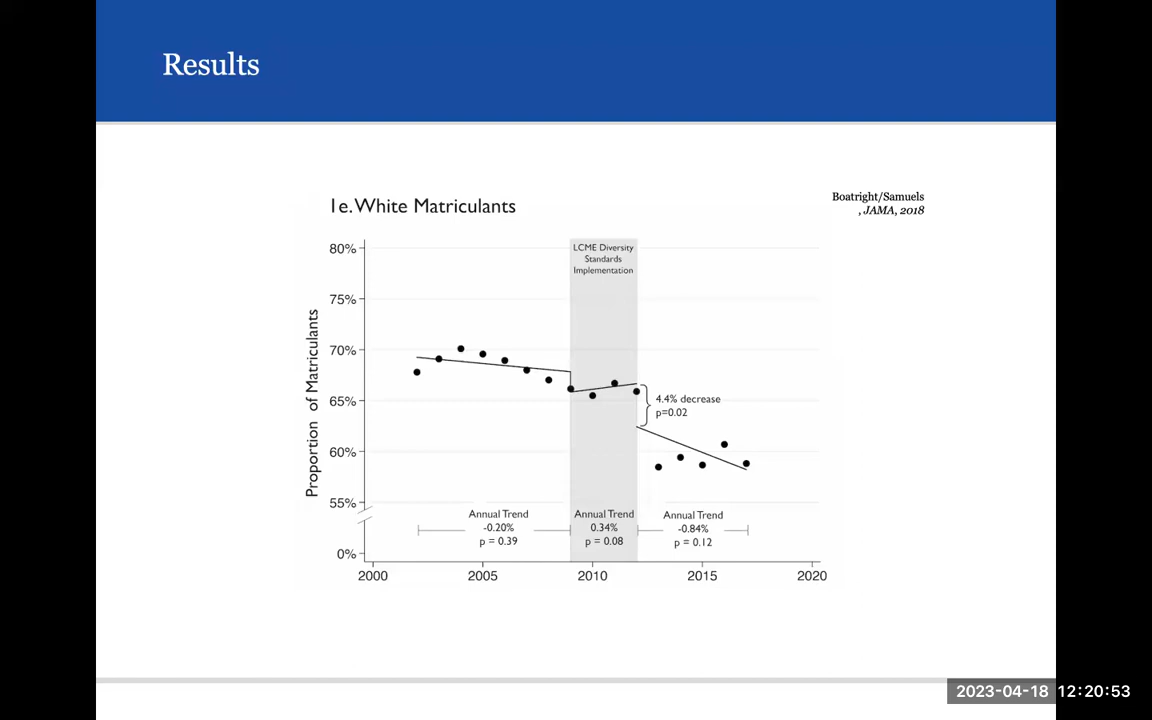 Results
Boatright/Samuels
, JAMA, 2018
1e. White Matriculants
LCME Diversity
Standards
Implementation
80%
75%
70%
65%
60%
55%
0%
Proportion of Matriculants
4.4% decrease
p=0.02
Annual Trend
-0.20%
p = 0.39
Annual Trend
0.34%
p = 0.08
Annual Trend
-0.84%
p = 0.12
2000 2005 2010 2015 2020
2023-04-18 12:20:53